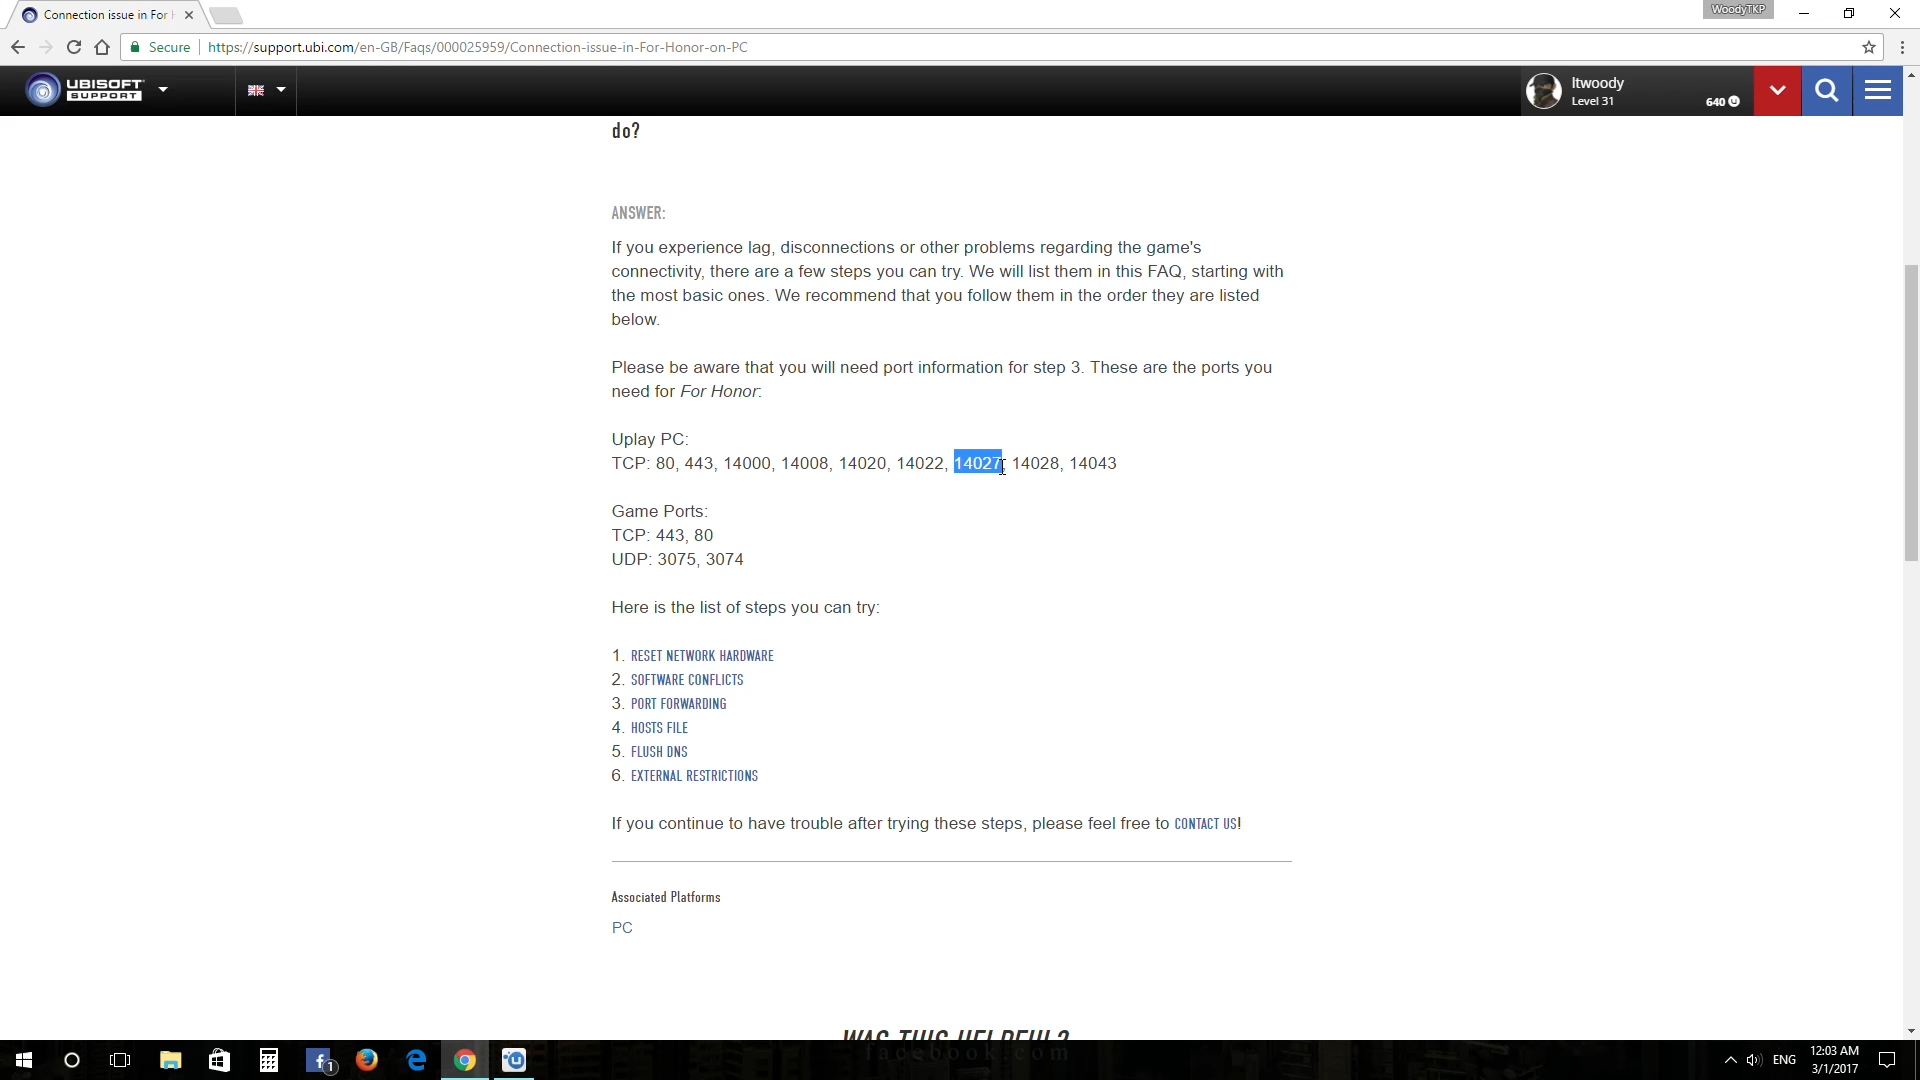 Connection issue in For H
WoodyTKP
Secure
https://support.ubi.com/en-GB/Faqs/000025959/Connection-issue-in-For-Honor-on-PC
UBISOFT
SUPPORT
ltwoody
Level 31
640
do?
ANSWER:
If you experience lag, disconnections or other problems regarding the game's
connectivity, there are a few steps you can try. We will list them in this FAQ, starting with
the most basic ones. We recommend that you follow them in the order they are listed
below.
Please be aware that you will need port information for step 3. These are the ports you
need for For Honor:
Uplay PC:
TCP: 80, 443, 14000, 14008, 14020, 14022, 14027, 14028, 14043
Game Ports:
TCP: 443, 80
UDP: 3075, 3074
Here is the list of steps you can try:
1. RESET NETWORK HARDWARE
2. SOFTWARE CONFLICTS
3. PORT FORWARDING
4. HOSTS FILE
5. FLUSH DNS
6. EXTERNAL RESTRICTIONS
If you continue to have trouble after trying these steps, please feel free to CONTACT US!
Associated Platforms
PC
WAS THIS HELPFUL?
facebook.com
1
ENG
12:03 AM
3/1/2017